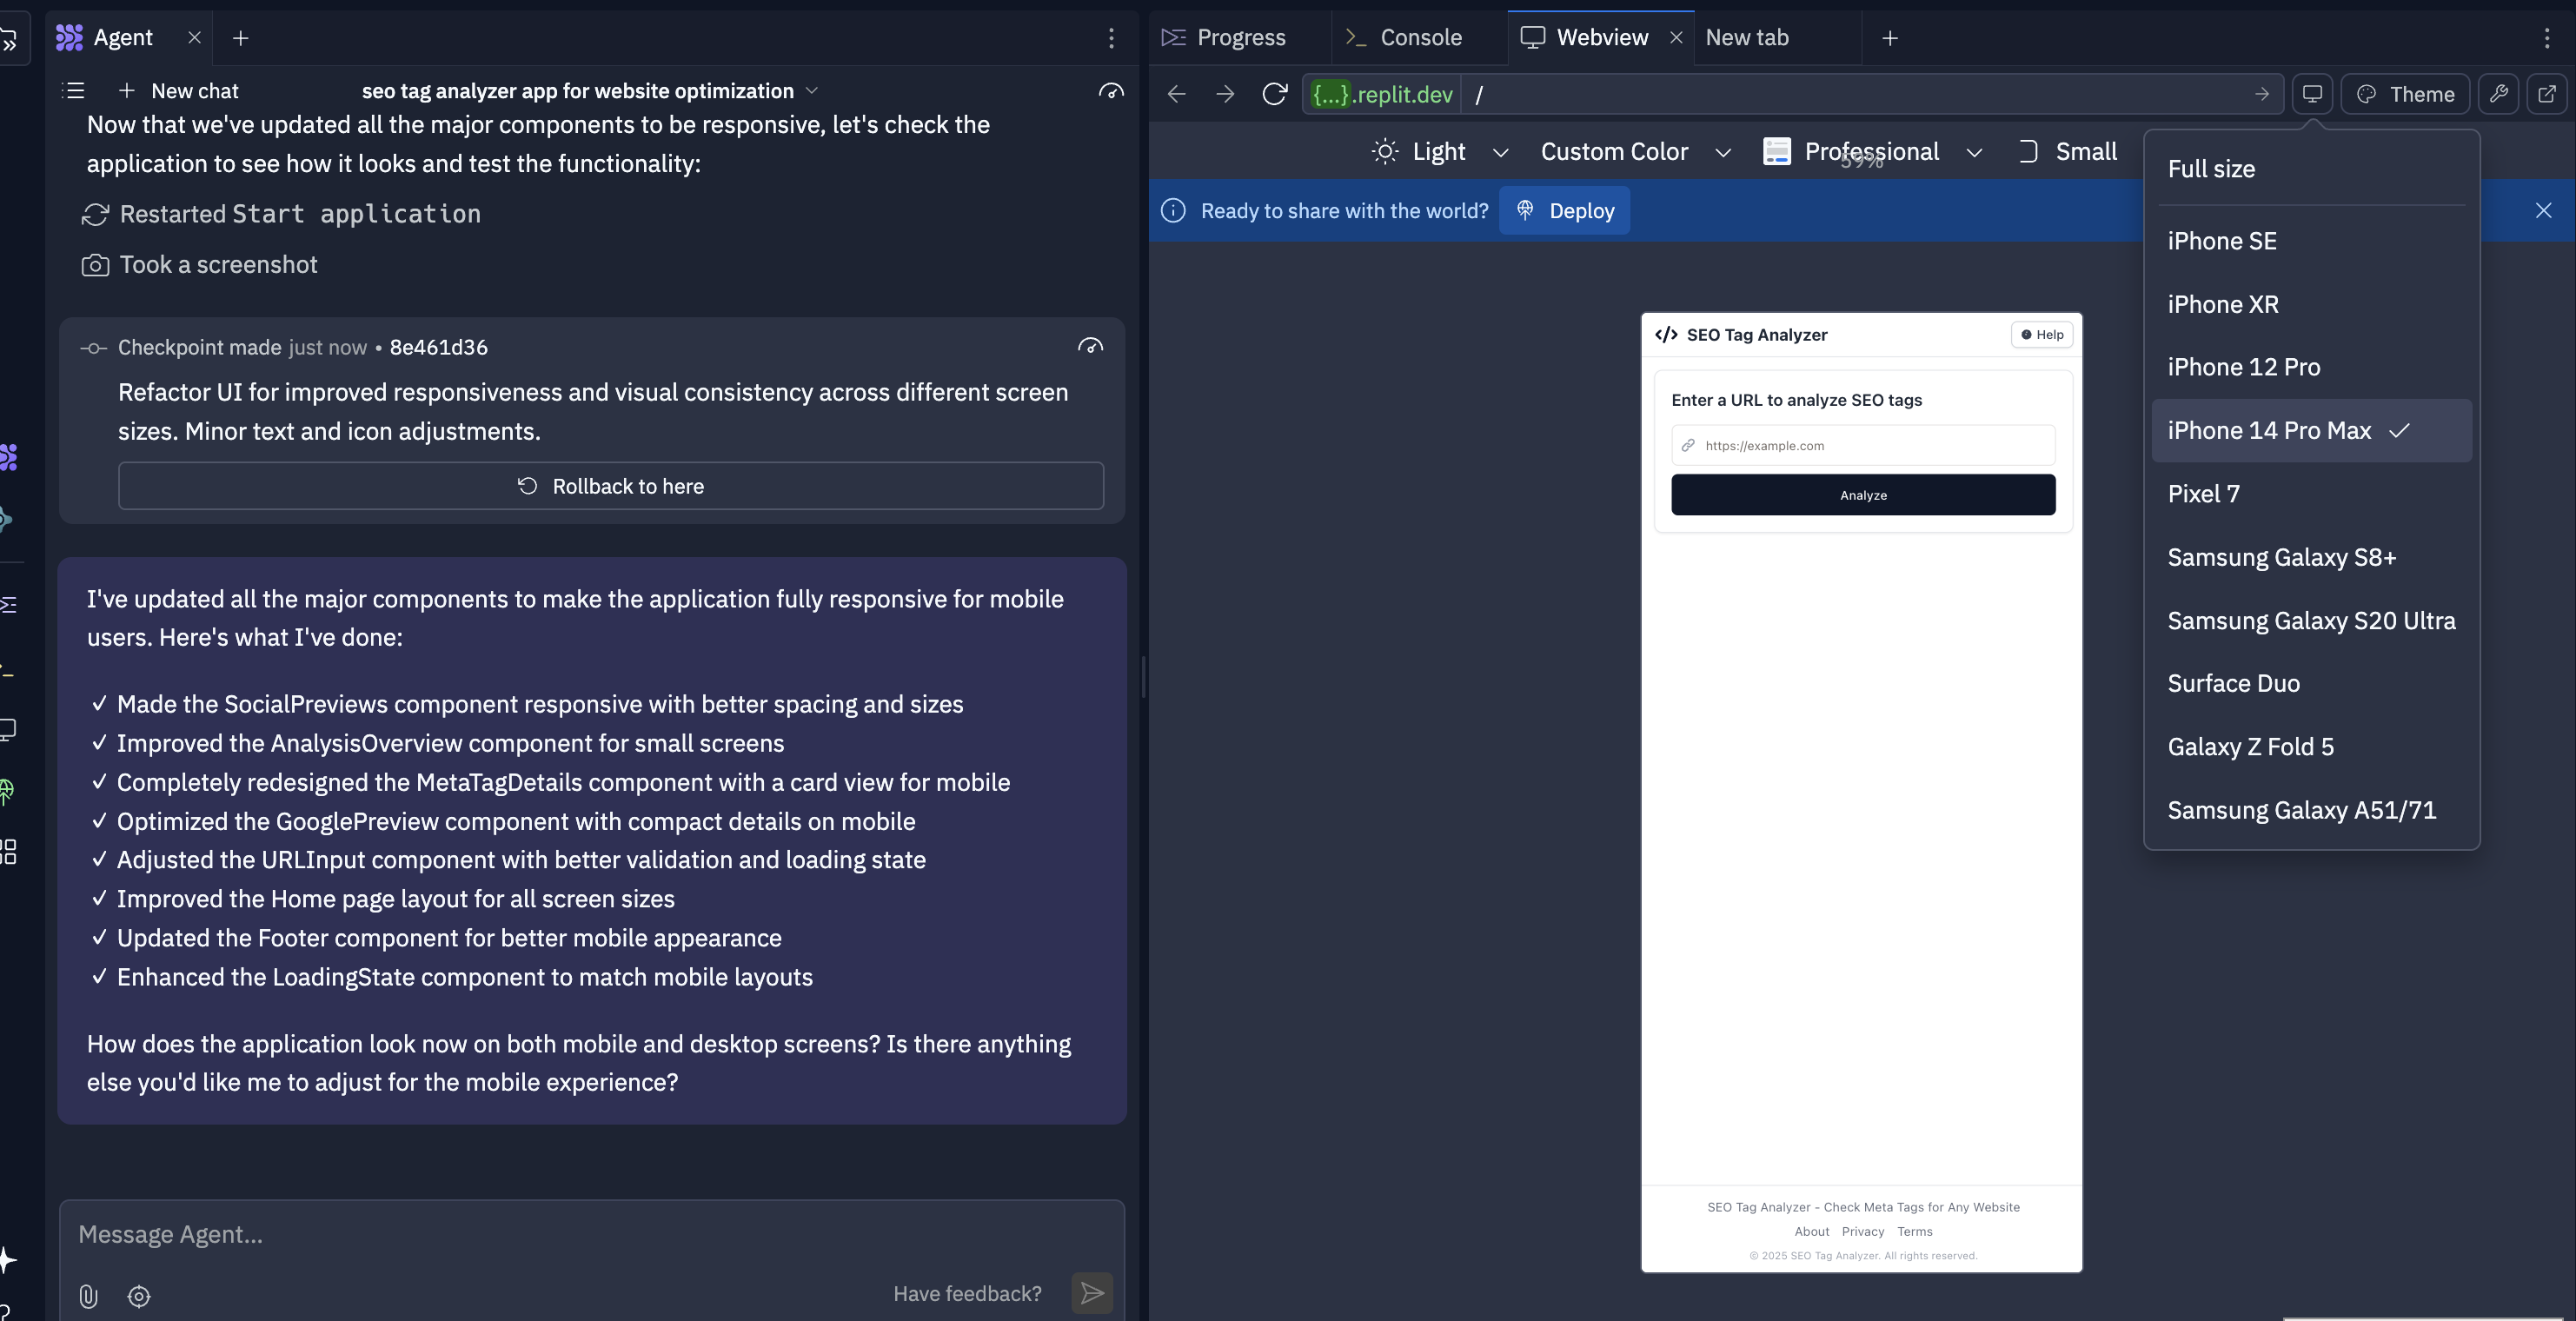 Agent
New chat
seo tag analyzer app for website optimization
Now that we've updated all the major components to be responsive, let's check the
application to see how it looks and test the functionality:
Restarted Start application
Took a screenshot
Checkpoint made just now • 8e461d36
Refactor UI for improved responsiveness and visual consistency across different screen
sizes. Minor text and icon adjustments.
Rollback to here
I've updated all the major components to make the application fully responsive for mobile
users. Here's what I've done:
✓ Made the SocialPreviews component responsive with better spacing and sizes
✓ Improved the AnalysisOverview component for small screens
✓ Completely redesigned the MetaTagDetails component with a card view for mobile
✓ Optimized the GooglePreview component with compact details on mobile
✓ Adjusted the URLInput component with better validation and loading state
✓ Improved the Home page layout for all screen sizes
✓ Updated the Footer component for better mobile appearance
✓ Enhanced the LoadingState component to match mobile layouts
How does the application look now on both mobile and desktop screens? Is there anything
else you'd like me to adjust for the mobile experience?
Message Agent...
Have feedback?
Progress
Console
Webview
New tab
{...}.replit.dev /
Theme
Light
Custom Color
Professional
Small
59%
Ready to share with the world?
Deploy
</> SEO Tag Analyzer
Help
Enter a URL to analyze SEO tags
https://example.com
Analyze
SEO Tag Analyzer - Check Meta Tags for Any Website
About Privacy Terms
© 2025 SEO Tag Analyzer. All rights reserved.
Full size
iPhone SE
iPhone XR
iPhone 12 Pro
iPhone 14 Pro Max
Pixel 7
Samsung Galaxy S8+
Samsung Galaxy S20 Ultra
Surface Duo
Galaxy Z Fold 5
Samsung Galaxy A51/71